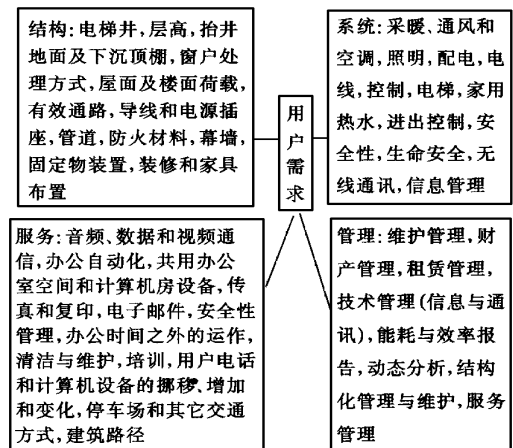 结构:电梯井,层高,抬井
地面及下沉顶棚,窗户处
理方式,屋面及楼面荷载,
有效通路,导线和电源插
座,管道,防火材料,幕墙,
固定物装置,装修和家具
布置
系统:采暖、通风和
空调,照明,配电,电
线,控制,电梯,家用
热水,进出控制,安
全性,生命安全,无
线通讯,信息管理
用
户
需
求
服务:音频、数据和视频通
信,办公自动化,共用办公
室空间和计算机房设备,传
真和复印,电子邮件,安全性
管理,办公时间之外的运作,
清洁与维护,培训,用户电话
和计算机设备的挪移、增加
和变化,停车场和其它交通
方式,建筑路径
管理:维护管理,财
产管理,租赁管理,
技术管理(信息与通
讯),能耗与效率报
告,动态分析,结构
化管理与维护,服务
管理